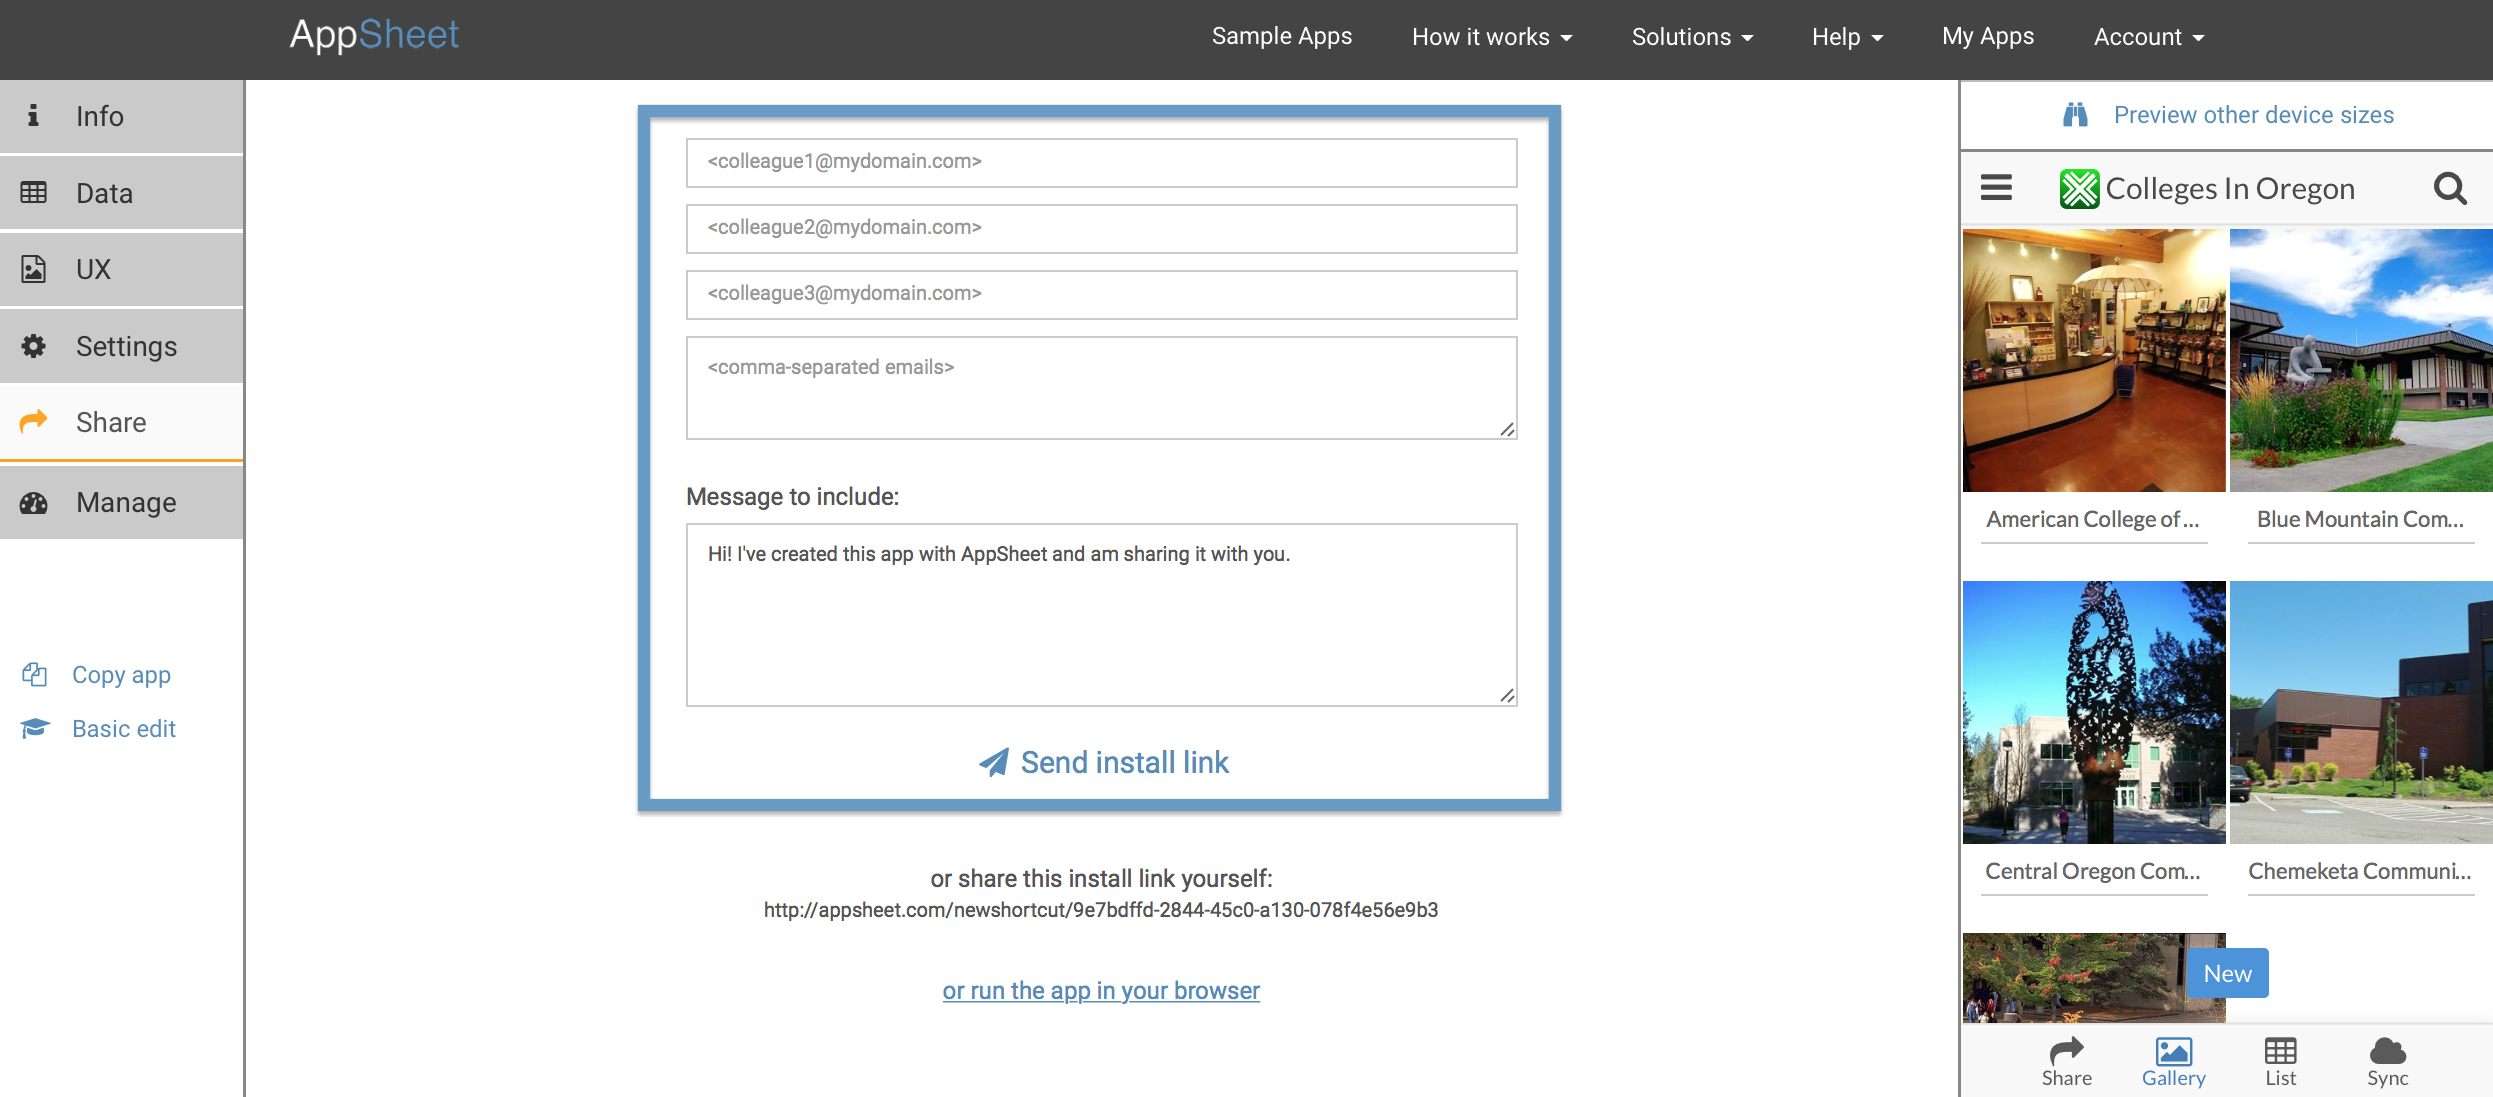 AppSheet
Sample Apps
How it works
Solutions
Help
My Apps
Account
Info
Data
UX
Settings
Share
Manage
Copy app
Basic edit
<colleague1@mydomain.com>
<colleague2@mydomain.com>
<colleague3@mydomain.com>
<comma-separated emails>
Message to include:
Hi! I've created this app with AppSheet and am sharing it with you.
Send install link
or share this install link yourself:
http://appsheet.com/newshortcut/9e7bdffd-2844-45c0-a130-078f4e56e9b3
or run the app in your browser
Preview other device sizes
Colleges In Oregon
American College of...
Blue Mountain Com...
Central Oregon Com...
Chemeketa Communi...
New
Share
Gallery
List
Sync